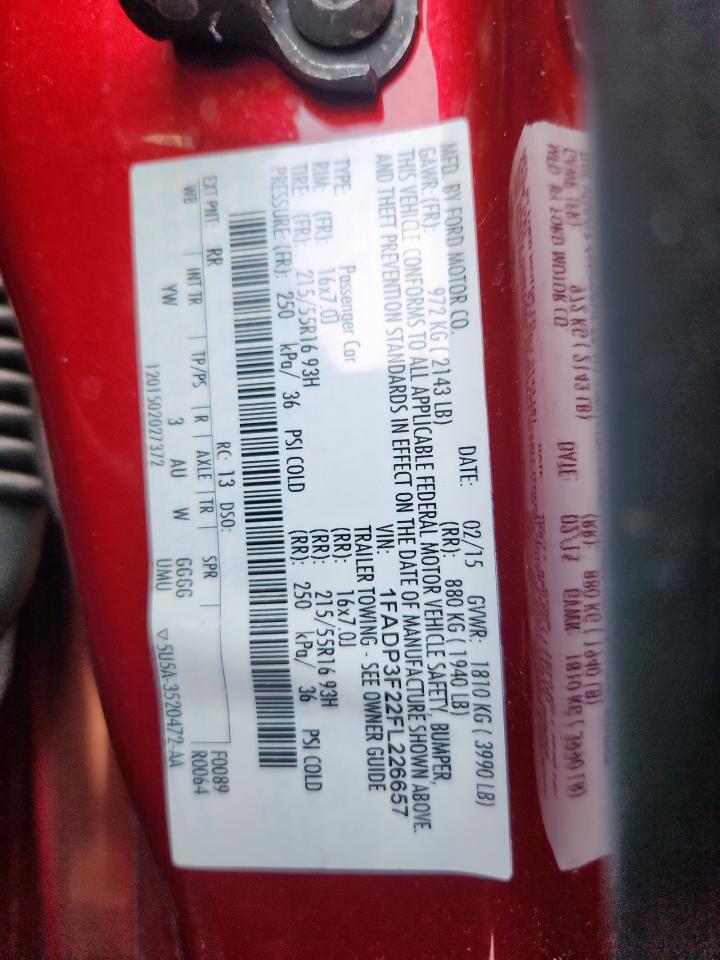 MFD. BY FORD MOTOR CO.
DATE: 02/15 GVWR: 1810 KG ( 3990 LB)
GAWR: (FR): 972 KG ( 2143 LB) (RR): 880 KG ( 1940 LB)
THIS VEHICLE CONFORMS TO ALL APPLICABLE FEDERAL MOTOR VEHICLE SAFETY, BUMPER,
AND THEFT PREVENTION STANDARDS IN EFFECT ON THE DATE OF MANUFACTURE SHOWN ABOVE.
VIN: 1FADP3F22FL226657
TYPE: Passenger Car TRAILER TOWING - SEE OWNER GUIDE
RIM: (FR): 16x7.0J (RR): 16x7.0J
TIRE: (FR): 215/55R16 93H (RR): 215/55R16 93H
PRESSURE: (FR): 250 kPa/ 36 PSI COLD (RR): 250 kPa/ 36 PSI COLD
RC: 13 DSO: F0089
EXT PNT: RR R0064
WB INT TR TP/PS R AXLE TR SPR
YW 3 AU W GGGG
UMU
1201502027372 ▽5U5A-3520472-AA